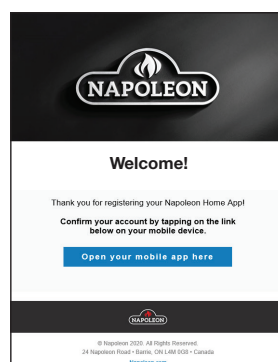 NAPOLEON
Welcome!
Thank you for registering your Napoleon Home App!
Confirm your account by tapping on the link
below on your mobile device.
Open your mobile app here
NAPOLEON
© Napoleon 2020. All Rights Reserved.
24 Napoleon Road • Barrie, ON L4M 0G8 • Canada
Napoleon.com